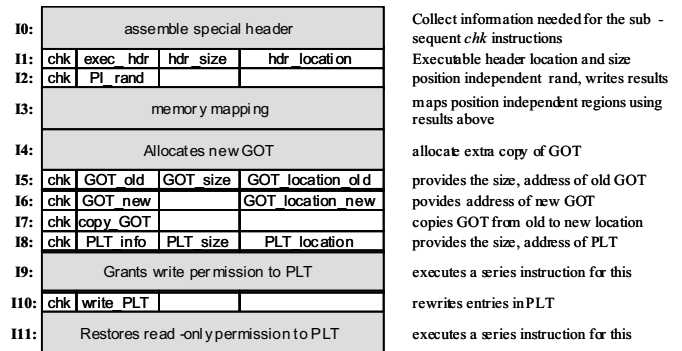 I0: assemble special header Collect information needed for the sub -
sequent chk instructions
I1: chk exec_hdr hdr_size hdr_location Executable header location and size
I2: chk PI_rand position independent rand, writes results
I3: memory mapping maps position independent regions using
results above
I4: Allocates new GOT allocate extra copy of GOT
I5: chk GOT_old GOT_size GOT_location_old provides the size, address of old GOT
I6: chk GOT_new GOT_location_new povides address of new GOT
I7: chk copy_GOT copies GOT from old to new location
I8: chk PLT_info PLT_size PLT_location provides the size, address of PLT
I9: Grants write permission to PLT executes a series instruction for this
I10: chk write_PLT rewrites entries in PLT
I11: Restores read -only permission to PLT executes a series instruction for this